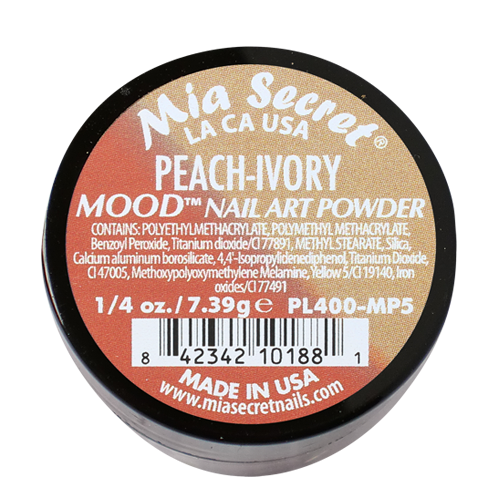 Mia Secret®
LA CA USA
PEACH-IVORY
MOOD™ NAIL ART POWDER
CONTAINS: POLYETHYLMETHACRYLATE, POLYMETHYL METHACRYLATE,
Benzoyl Peroxide, Titanium dioxide/CI 77891, METHYL STEARATE, Silica,
Calcium aluminum borosilicate, 4,4'-Isopropylidenediphenol, Titanium Dioxide,
CI 47005, Methoxypolyoxymethylene Melamine, Yellow 5/CI 19140, Iron
oxides/CI 77491
1/4 oz./7.39g e PL400-MP5
8 42342 10188 1
MADE IN USA
www.miasecretnails.com